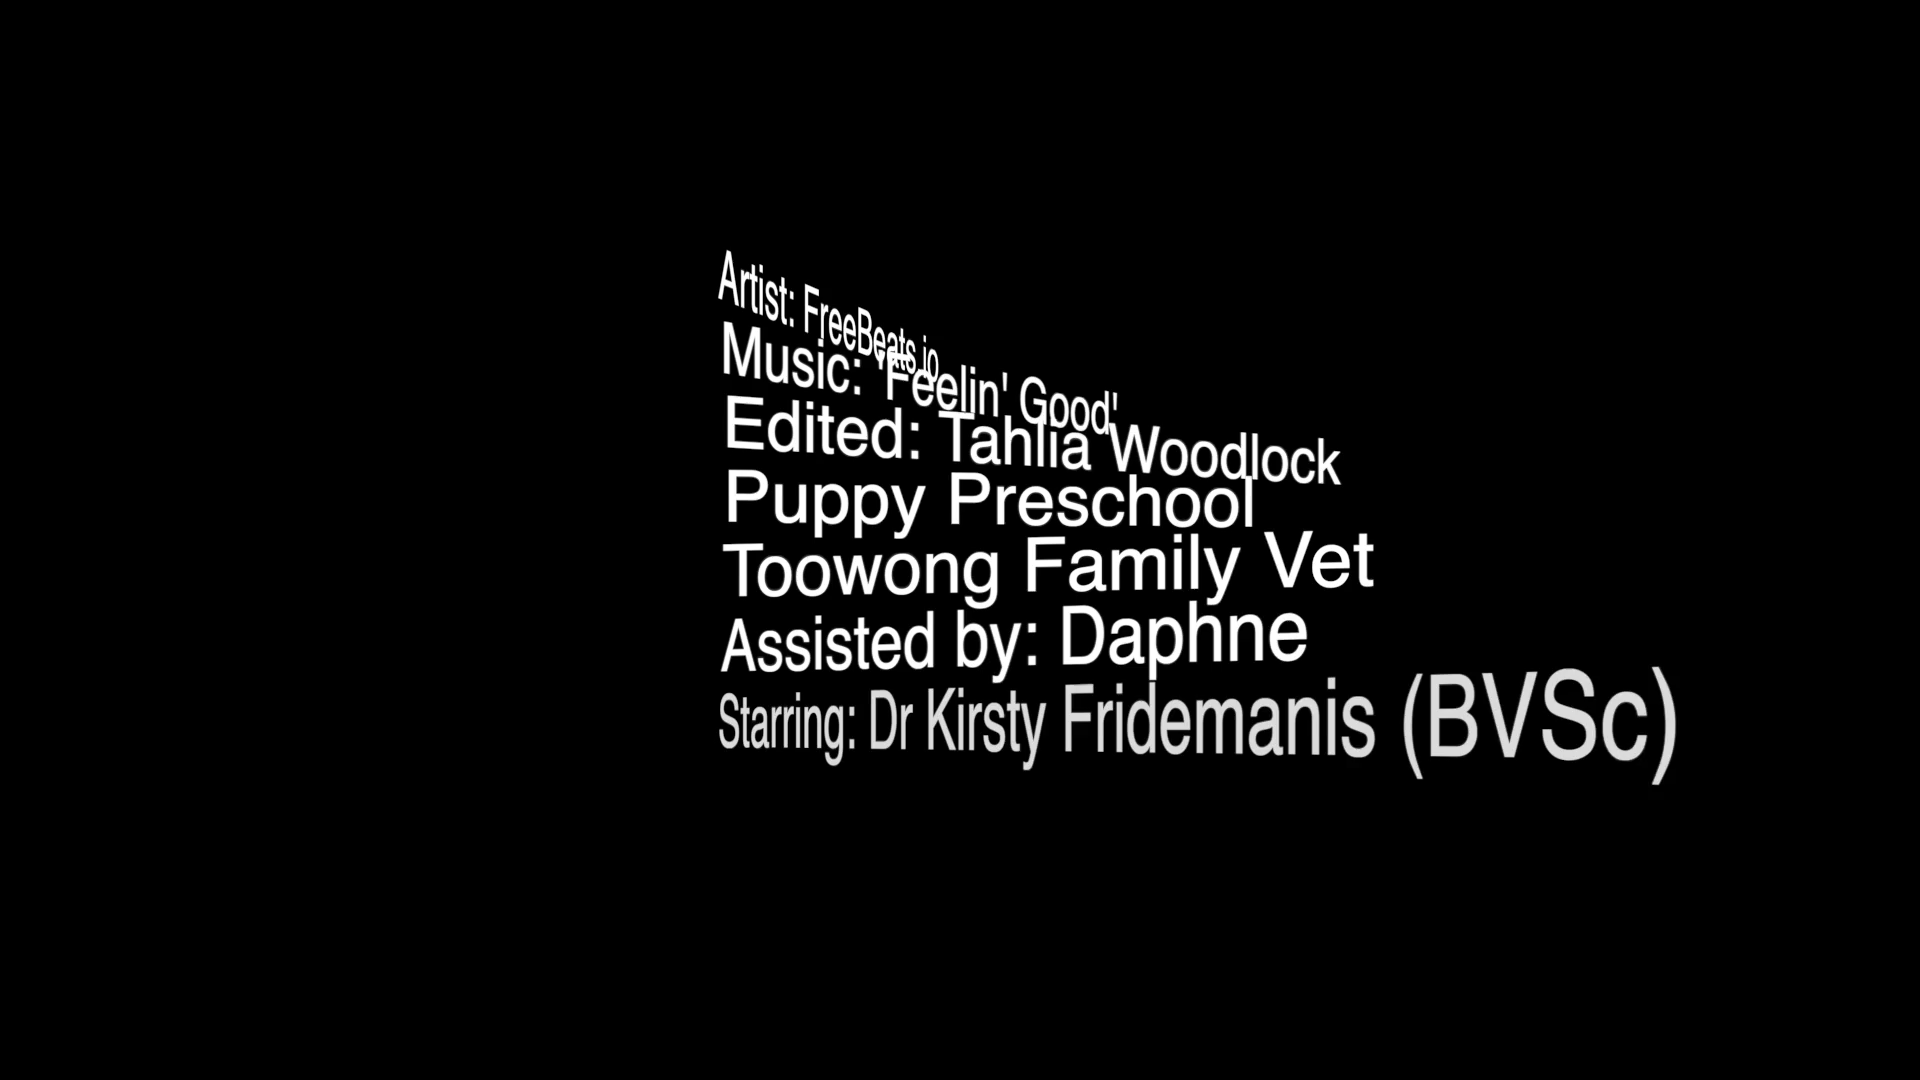 Artist: FreeBeats.io
Music: 'Feelin' Good'
Edited: Tahlia Woodlock
Puppy Preschool
Toowong Family Vet
Assisted by: Daphne
Starring: Dr Kirsty Fridemanis (BVSc)